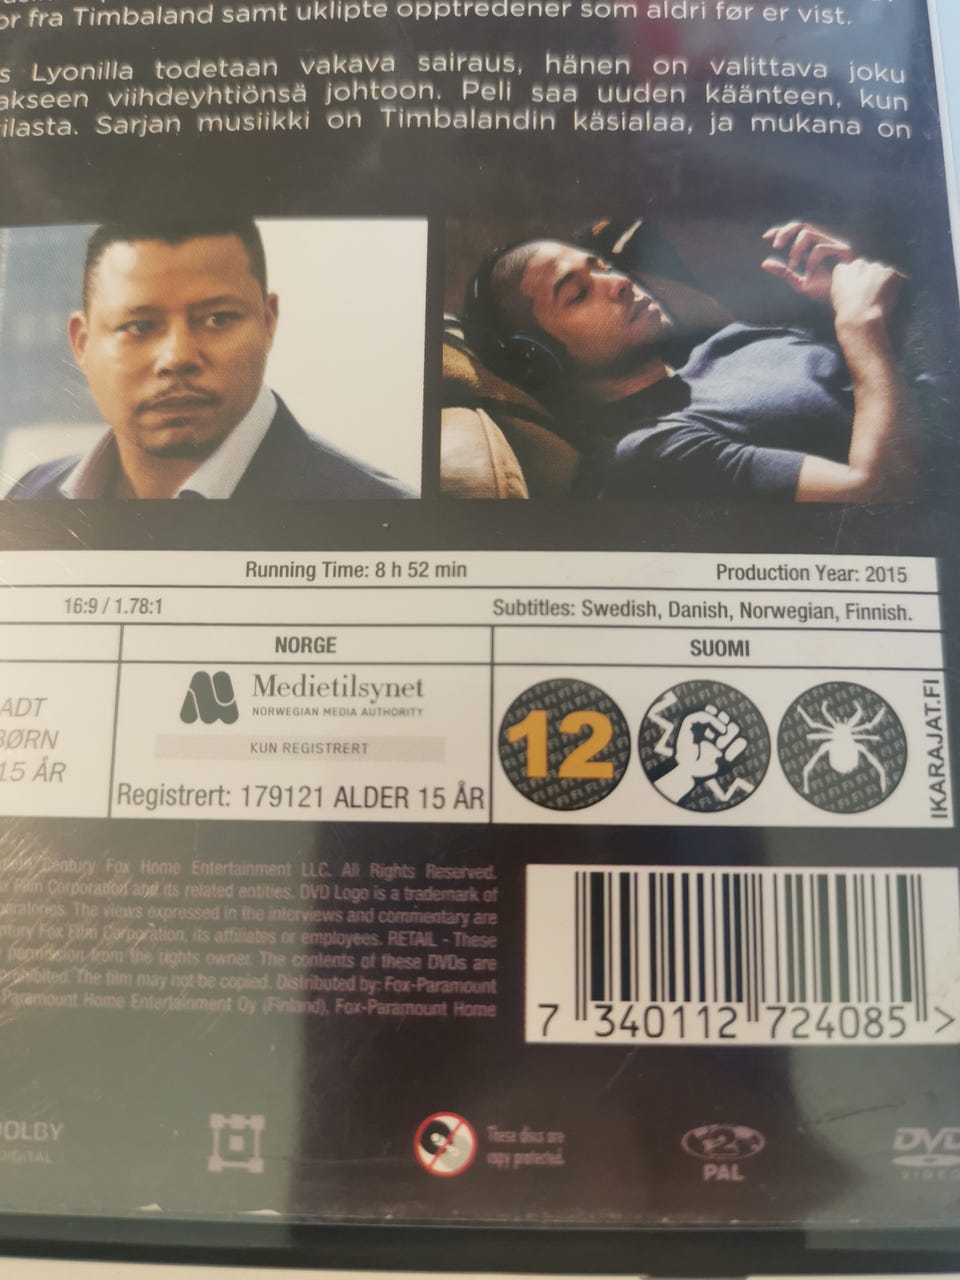 or fra Timbaland samt uklipte opptredener som aldri før er vist.
s Lyonilla todetaan vakava sairaus, hänen on valittava joku
akseen viihdeyhtiönsä johtoon. Peli saa uuden käänteen, kun
ilasta. Sarjan musiikki on Timbalandin käsialaa, ja mukana on
Running Time: 8 h 52 min
Production Year: 2015
16:9 / 1.78:1
Subtitles: Swedish, Danish, Norwegian, Finnish.
NORGE
SUOMI
ADT
BØRN
15 ÅR
Medietilsynet
NORWEGIAN MEDIA AUTHORITY
KUN REGISTRERT
Registrert: 179121 ALDER 15 ÅR
12
IKARAJAT.FI
Century Fox Home Entertainment LLC. All Rights Reserved.
Film Corporation and its related entities. DVD Logo is a trademark of
The views expressed in the interviews and commentary are
Fox Film Corporation, its affiliates or employees. RETAIL - These
permission from the rights owner. The contents of these DVDs are
prohibited. The film may not be copied. Distributed by: Fox-Paramount
Paramount Home Entertainment Oy (Finland), Fox-Paramount Home
7 340112 724085 >
DOLBY
DIGITAL
These discs are
copy protected.
2
PAL
DVD
VIDEO